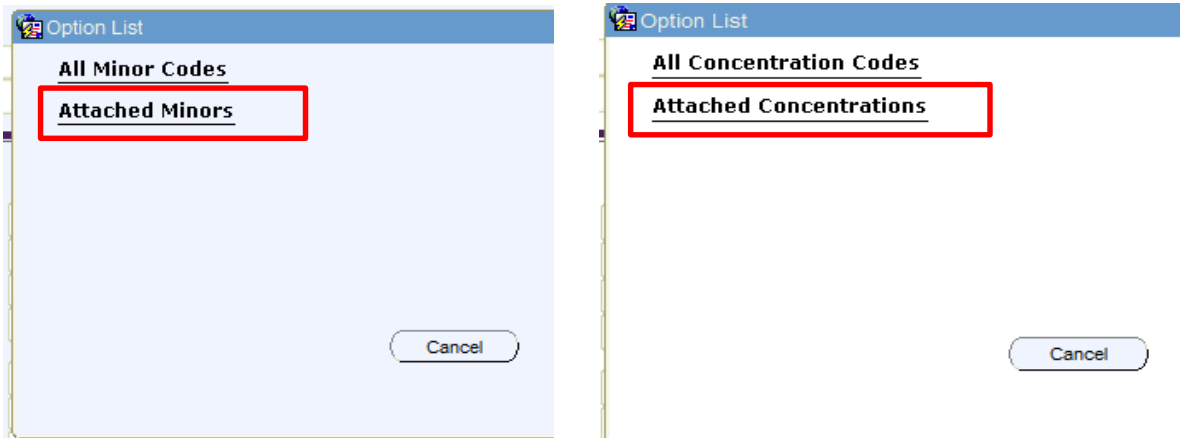 Option List
All Minor Codes
Attached Minors
Cancel
Option List
All Concentration Codes
Attached Concentrations
Cancel